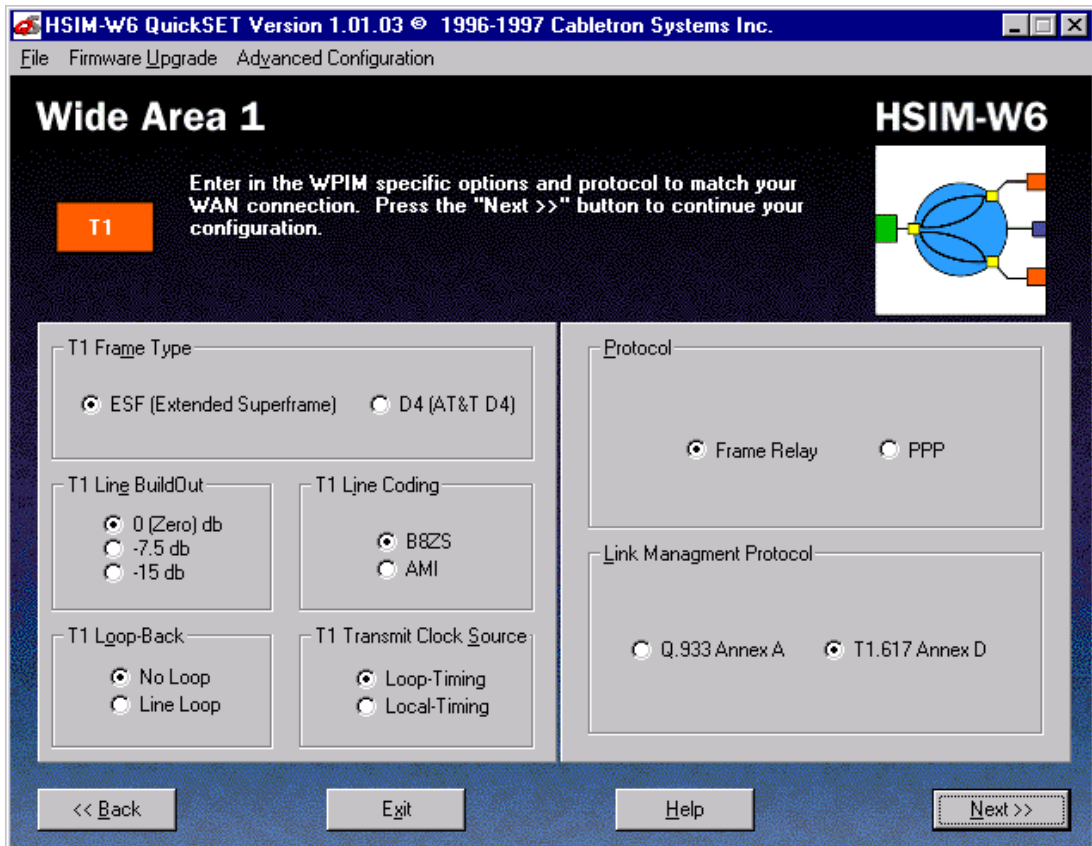 HSIM-W6 QuickSET Version 1.01.03 © 1996-1997 Cabletron Systems Inc.
File Firmware Upgrade Advanced Configuration
Wide Area 1
HSIM-W6
T1
Enter in the WPIM specific options and protocol to match your
WAN connection. Press the "Next >>" button to continue your
configuration.
T1 Frame Type
ESF (Extended Superframe) D4 (AT&T D4)
T1 Line BuildOut
0 (Zero) db
-7.5 db
-15 db
T1 Line Coding
B8ZS
AMI
T1 Loop-Back
No Loop
Line Loop
T1 Transmit Clock Source
Loop-Timing
Local-Timing
Protocol
Frame Relay PPP
Link Managment Protocol
Q.933 Annex A T1.617 Annex D
<< Back Exit Help Next >>